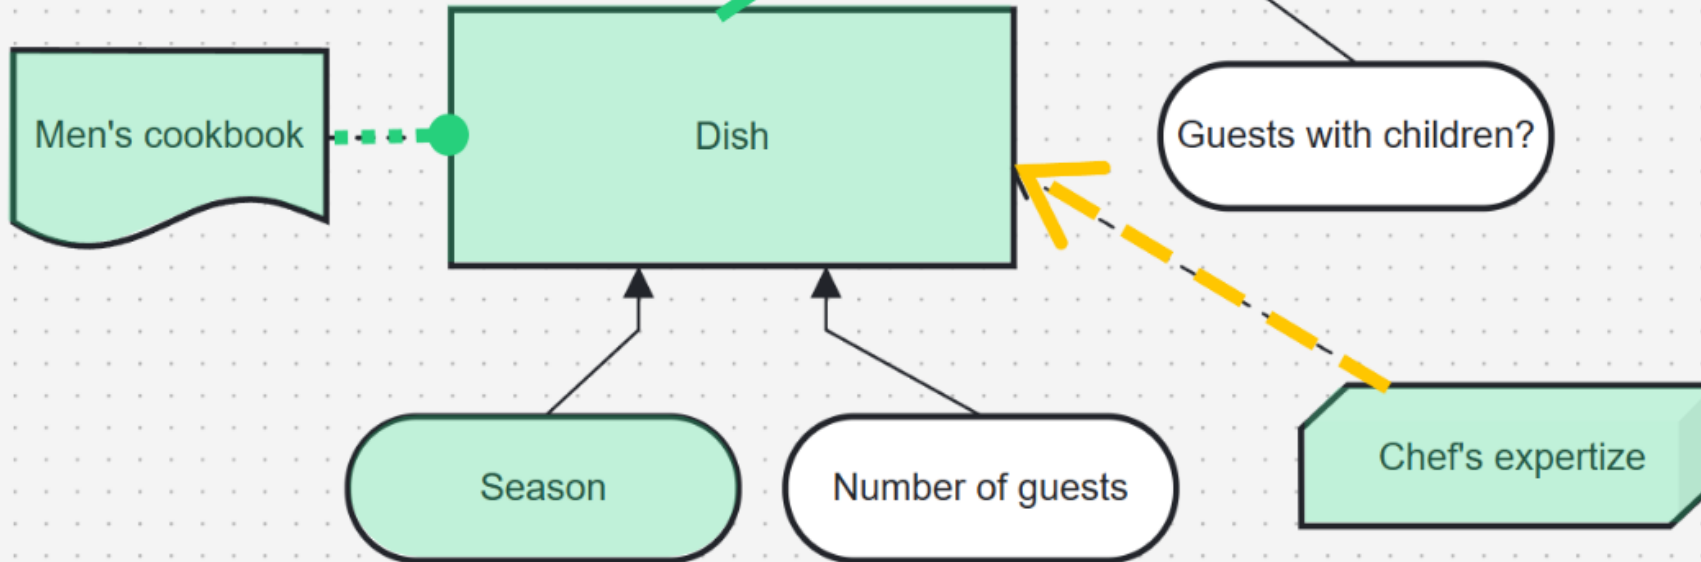 Men's cookbook
Dish
Guests with children?
Season
Number of guests
Chef's expertize